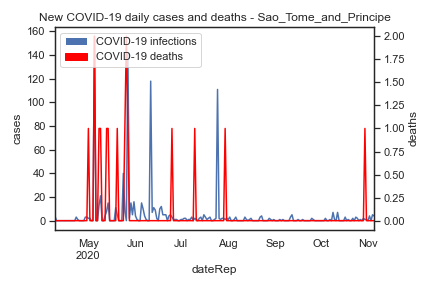 New COVID-19 daily cases and deaths - Sao_Tome_and_Principe
COVID-19 infections
COVID-19 deaths
160
140
120
100
80
60
40
20
0
cases
2.00
1.75
1.50
1.25
1.00
0.75
0.50
0.25
0.00
deaths
May Jun Jul Aug Sep Oct Nov
2020
dateRep